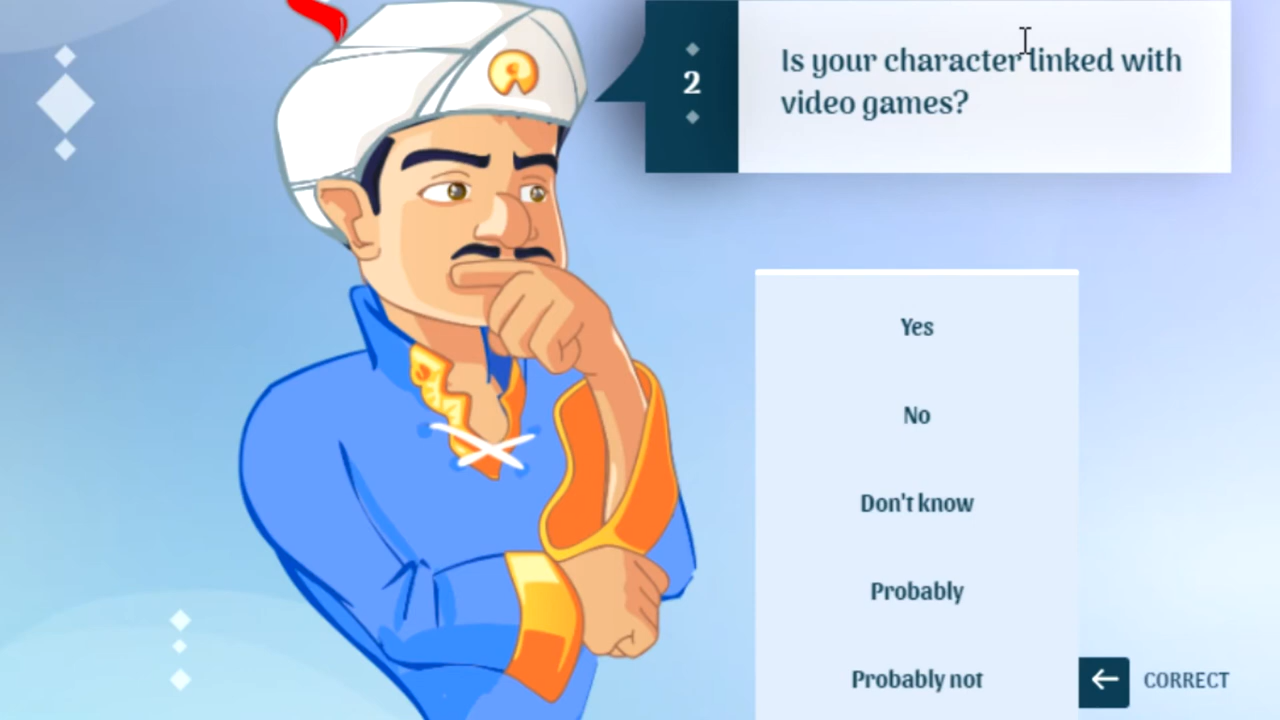 2
Is your character linked with
video games?
Yes
No
Don't know
Probably
Probably not
CORRECT